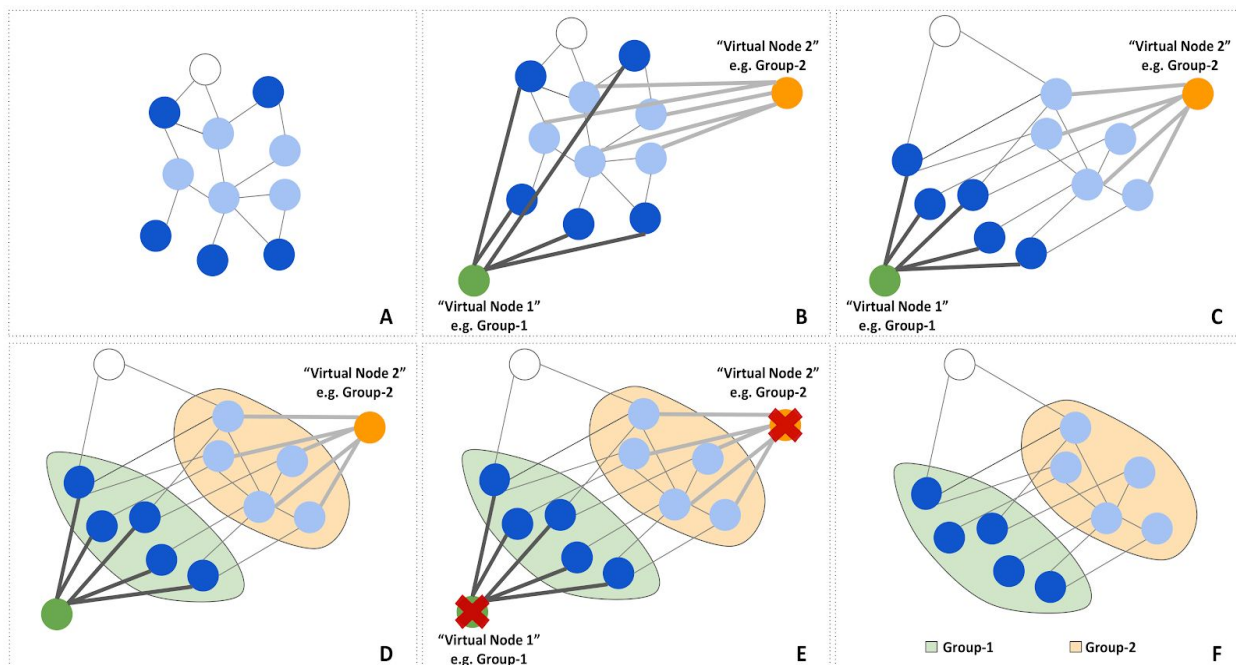 A
“Virtual Node 2”
e.g. Group-2
“Virtual Node 1”
e.g. Group-1
B
“Virtual Node 2”
e.g. Group-2
“Virtual Node 1”
e.g. Group-1
C
“Virtual Node 2”
e.g. Group-2
D
“Virtual Node 2”
e.g. Group-2
“Virtual Node 1”
e.g. Group-1
E
Group-1
Group-2
F